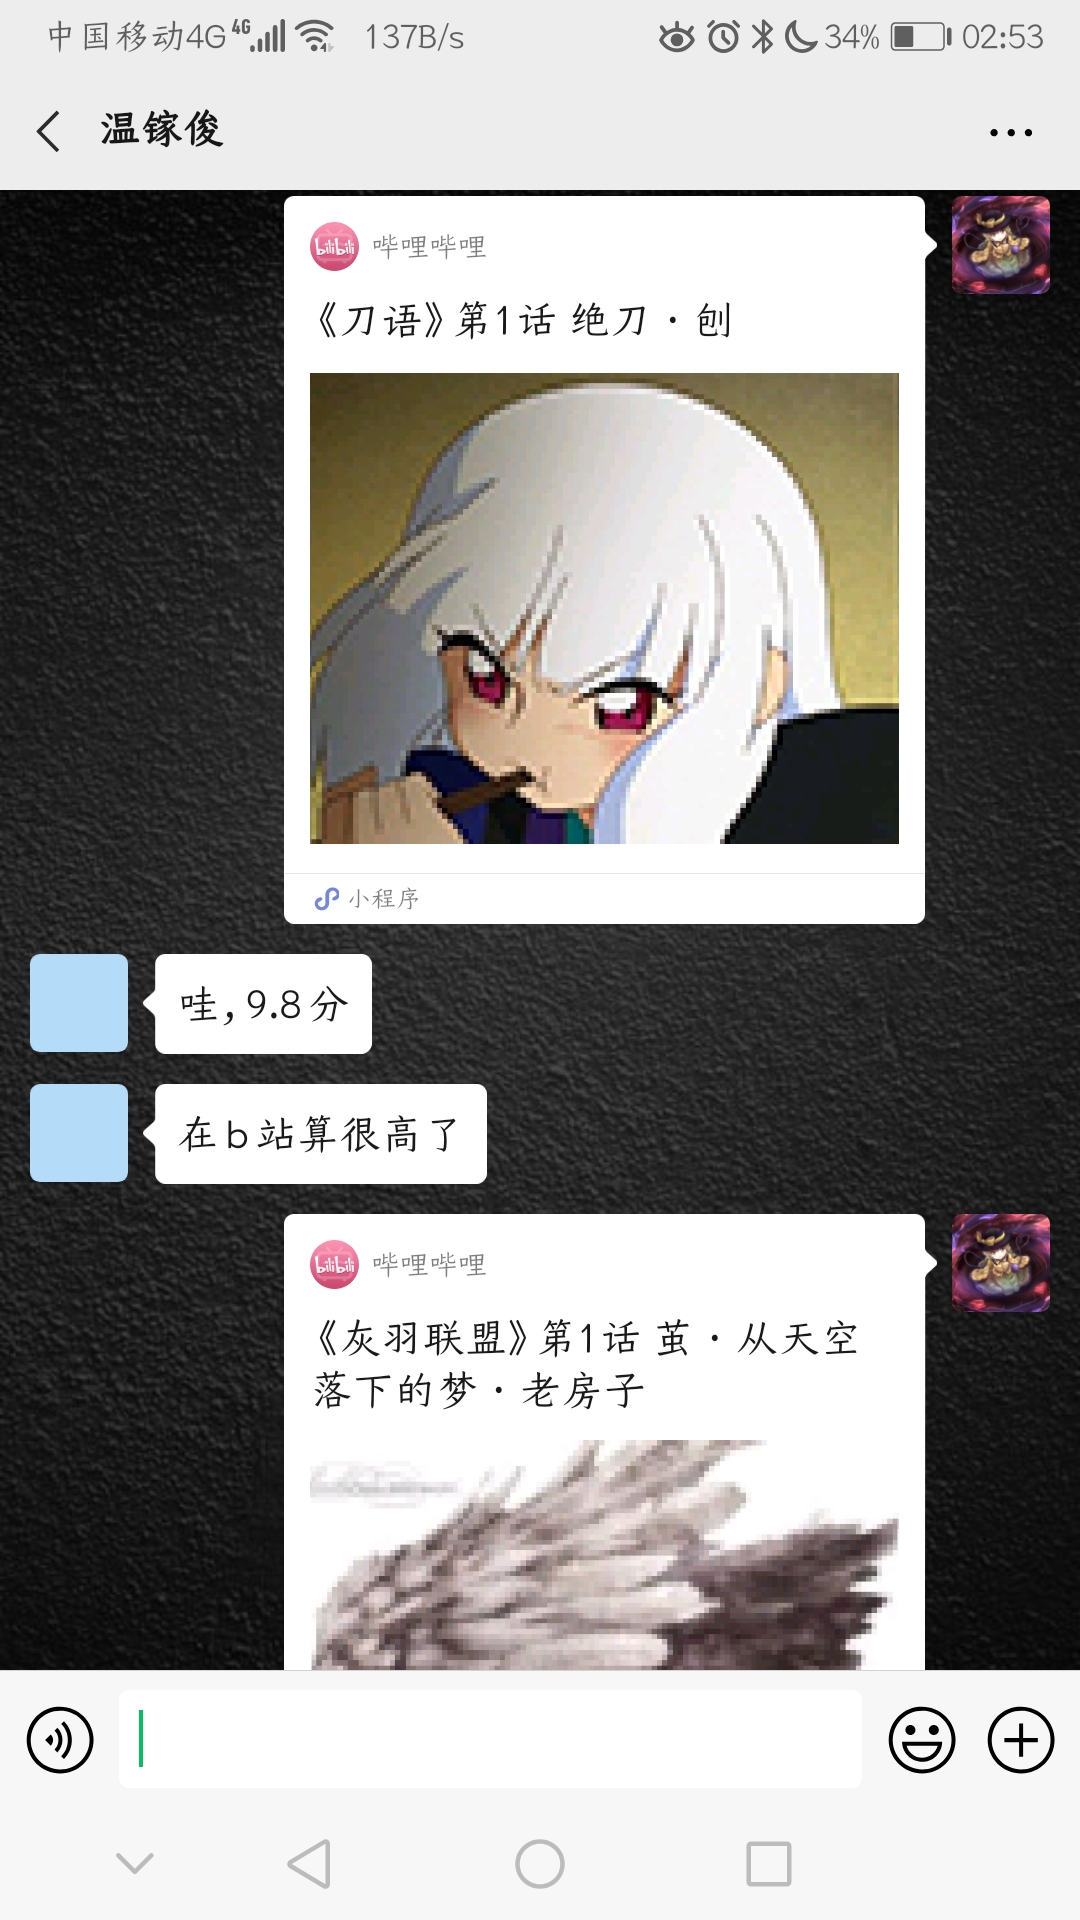 中国移动4G 4G 137B/s 34% 02:53
温镓俊
bilibili 哔哩哔哩
《刀语》第1话 绝刀·刨
小程序
哇,9.8分
在b站算很高了
bilibili 哔哩哔哩
《灰羽联盟》第1话 茧·从天空
落下的梦·老房子